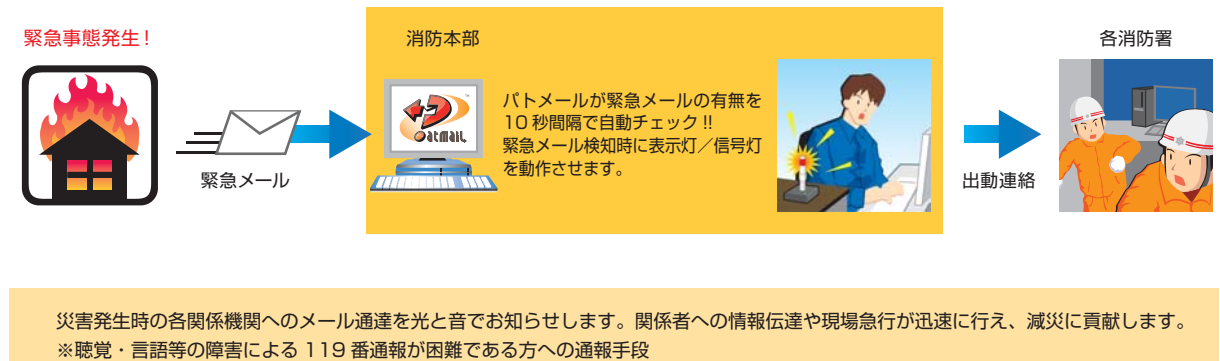 緊急事態発生！
消防本部
各消防署
パトメールが緊急メールの有無を
10 秒間隔で自動チェック !!
緊急メール検知時に表示灯／信号灯
を動作させます。
Patmail
TM
緊急メール
出動連絡
災害発生時の各関係機関へのメール通達を光と音でお知らせします。関係者への情報伝達や現場急行が迅速に行え、減災に貢献します。
※聴覚・言語等の障害による 119 番通報が困難である方への通報手段